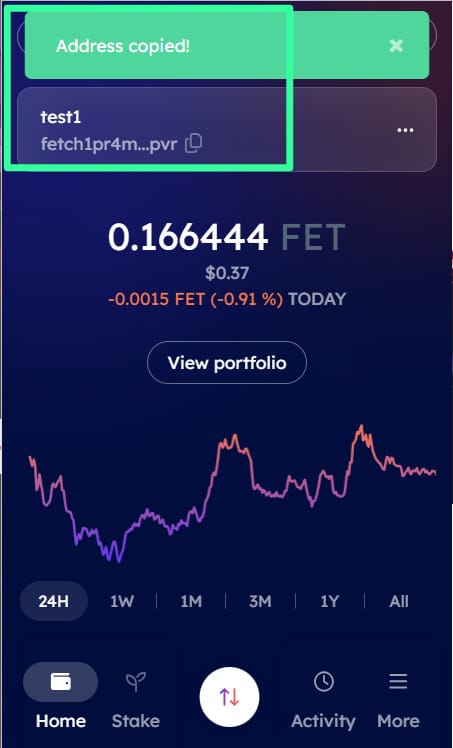 Address copied!
test1
fetch1pr4m...pvr
0.166444 FET
$0.37
-0.0015 FET (-0.91 %) TODAY
View portfolio
24H 1W 1M 3M 1Y All
Home Stake Activity More